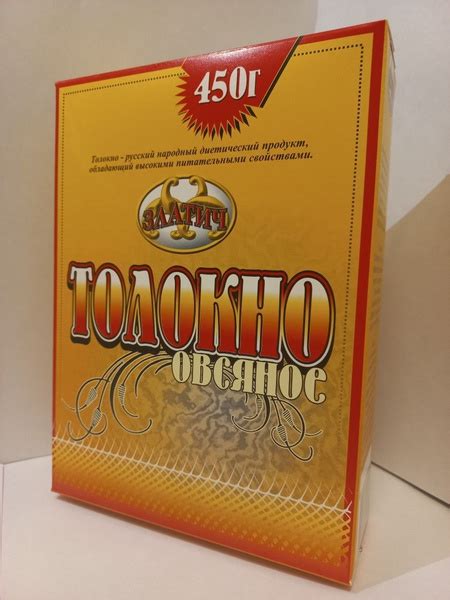 450г
Толокно - русский народный диетический продукт,
обладающий высокими питательными свойствами.
ЗЛАТИЧ
ТОЛОКНО
ОВСЯНОЕ